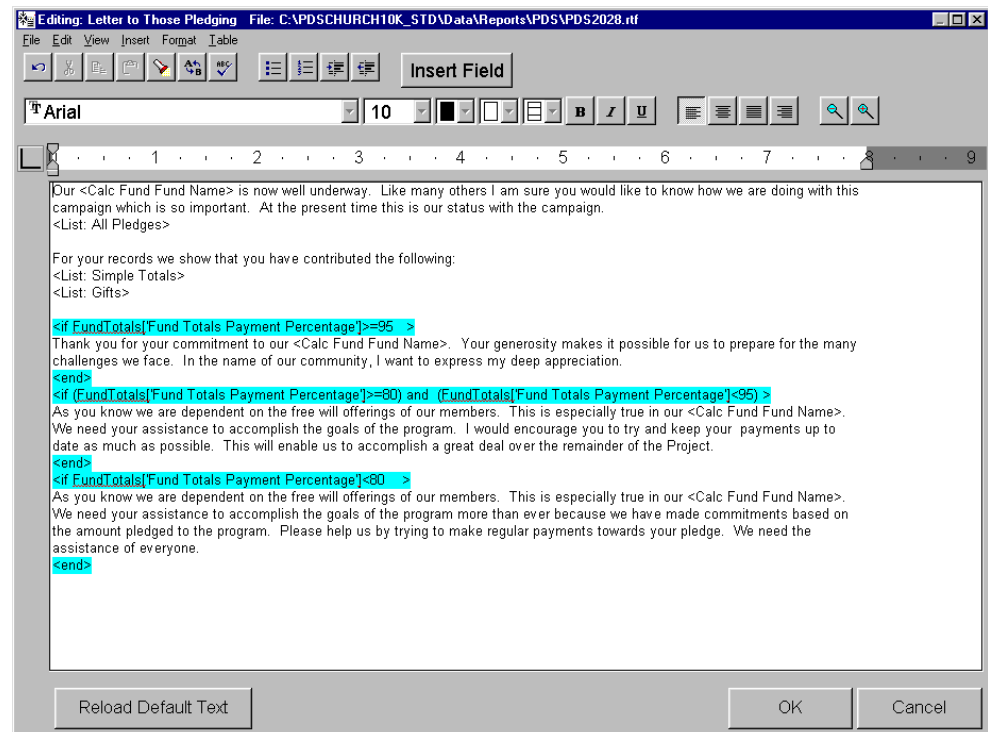 Editing: Letter to Those Pledging File: C:\PDSCHURCH10K_STD\Data\Reports\PDS\PDS2028.rtf
File Edit View Insert Format Table
Insert Field
Arial 10 B I U
1 2 3 4 5 6 7 8 9
Our <Calc Fund Fund Name> is now well underway. Like many others I am sure you would like to know how we are doing with this
campaign which is so important. At the present time this is our status with the campaign.
<List: All Pledges>
For your records we show that you have contributed the following:
<List: Simple Totals>
<List: Gifts>
<if FundTotals['Fund Totals Payment Percentage']>=95 >
Thank you for your commitment to our <Calc Fund Fund Name>. Your generosity makes it possible for us to prepare for the many
challenges we face. In the name of our community, I want to express my deep appreciation.
<end>
<if (FundTotals['Fund Totals Payment Percentage']>=80) and (FundTotals['Fund Totals Payment Percentage']<95) >
As you know we are dependent on the free will offerings of our members. This is especially true in our <Calc Fund Fund Name>.
We need your assistance to accomplish the goals of the program. I would encourage you to try and keep your payments up to
date as much as possible. This will enable us to accomplish a great deal over the remainder of the Project.
<end>
<if FundTotals['Fund Totals Payment Percentage']<80 >
As you know we are dependent on the free will offerings of our members. This is especially true in our <Calc Fund Fund Name>.
We need your assistance to accomplish the goals of the program more than ever because we have made commitments based on
the amount pledged to the program. Please help us by trying to make regular payments towards your pledge. We need the
assistance of everyone.
<end>
Reload Default Text OK Cancel